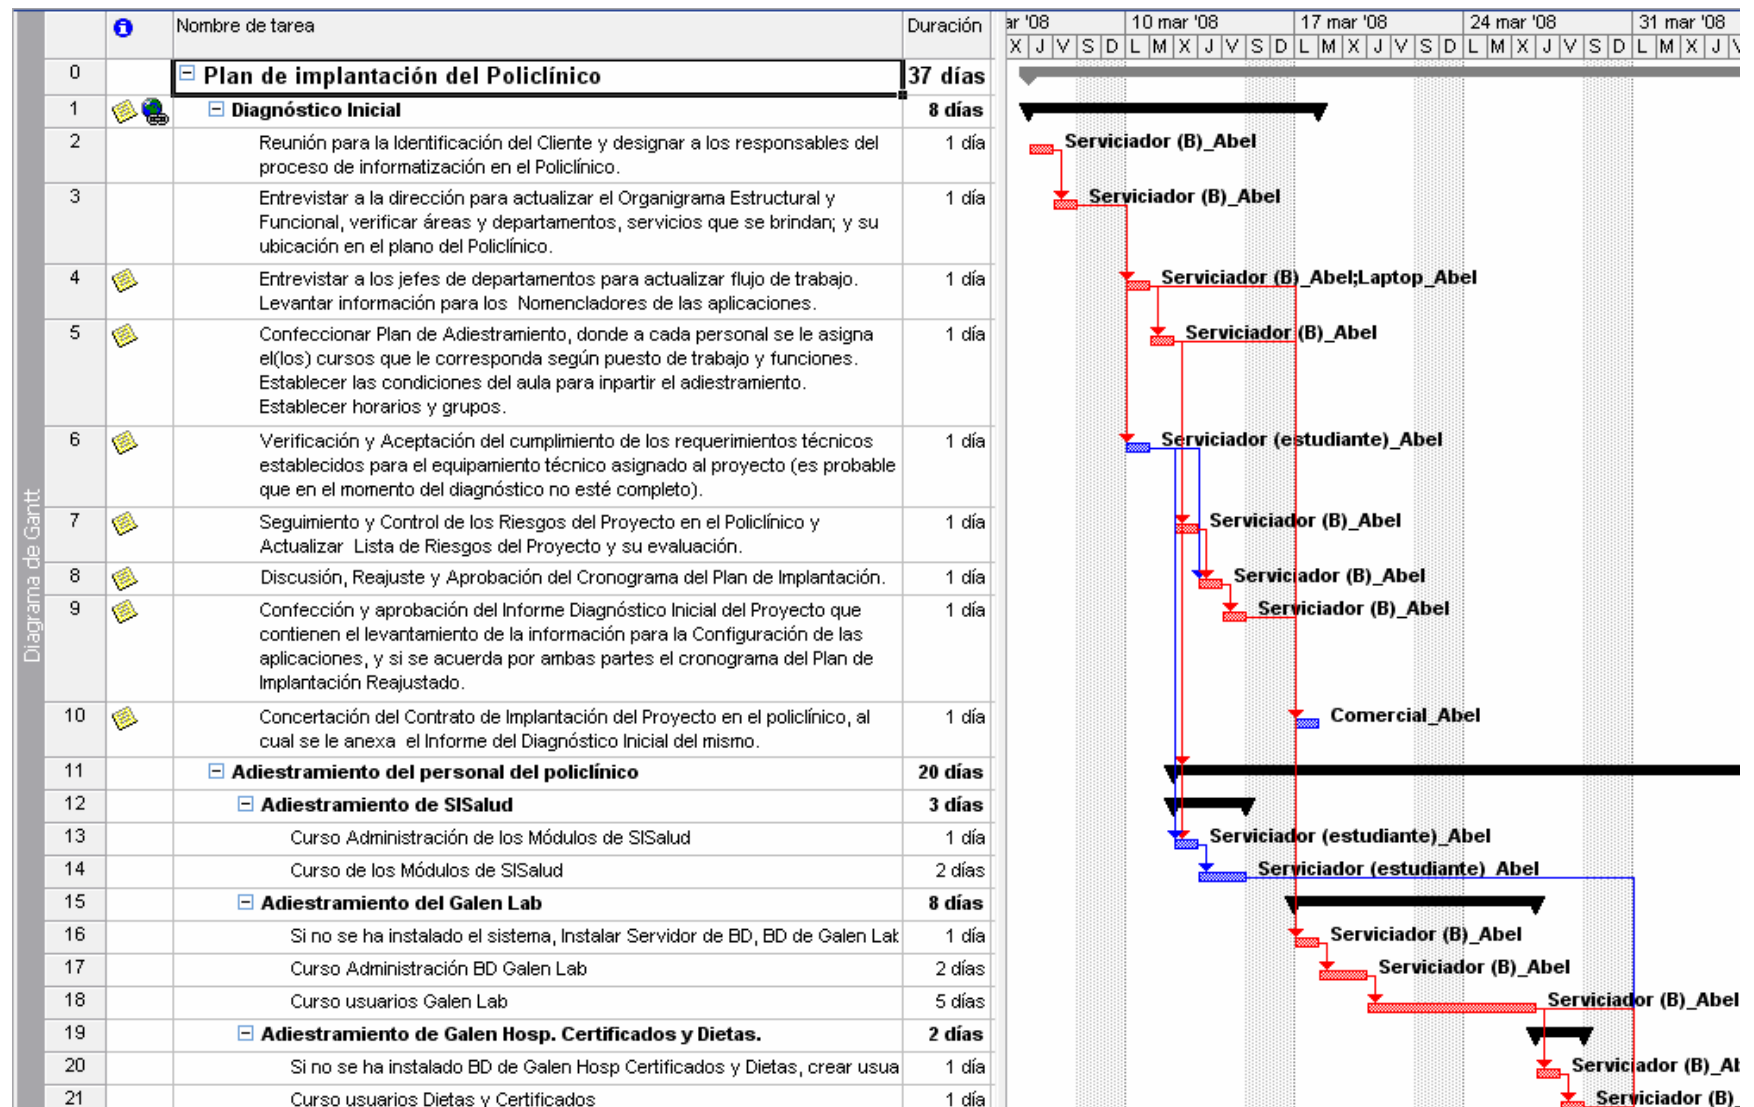 Nombre de tarea
Duración
ar '08
10 mar '08
17 mar '08
24 mar '08
31 mar '08
X J V S D L M X J V S D L M X J V S D L M X J V S D L M X J V
Diagrama de Gantt
0 Plan de implantación del Policlínico 37 días
1 Diagnóstico Inicial 8 días
2 Reunión para la Identificación del Cliente y designar a los responsables del 1 día
proceso de informatización en el Policlínico.
Serviciador (B)_Abel
3 Entrevistar a la dirección para actualizar el Organigrama Estructural y 1 día
Funcional, verificar áreas y departamentos, servicios que se brindan; y su
ubicación en el plano del Policlínico.
Serviciador (B)_Abel
4 Entrevistar a los jefes de departamentos para actualizar flujo de trabajo. 1 día
Levantar información para los Nomencladores de las aplicaciones.
Serviciador (B)_Abel;Laptop_Abel
5 Confeccionar Plan de Adiestramiento, donde a cada personal se le asigna 1 día
el(los) cursos que le corresponda según puesto de trabajo y funciones.
Establecer las condiciones del aula para inpartir el adiestramiento.
Establecer horarios y grupos.
Serviciador (B)_Abel
6 Verificación y Aceptación del cumplimiento de los requerimientos técnicos 1 día
establecidos para el equipamiento técnico asignado al proyecto (es probable
que en el momento del diagnóstico no esté completo).
Serviciador (estudiante)_Abel
7 Seguimiento y Control de los Riesgos del Proyecto en el Policlínico y 1 día
Actualizar Lista de Riesgos del Proyecto y su evaluación.
Serviciador (B)_Abel
8 Discusión, Reajuste y Aprobación del Cronograma del Plan de Implantación. 1 día
Serviciador (B)_Abel
9 Confección y aprobación del Informe Diagnóstico Inicial del Proyecto que 1 día
contienen el levantamiento de la información para la Configuración de las
aplicaciones, y si se acuerda por ambas partes el cronograma del Plan de
Implantación Reajustado.
Serviciador (B)_Abel
10 Concertación del Contrato de Implantación del Proyecto en el policlínico, al 1 día
cual se le anexa el Informe del Diagnóstico Inicial del mismo.
Comercial_Abel
11 Adiestramiento del personal del policlínico 20 días
12 Adiestramiento de SISalud 3 días
13 Curso Administración de los Módulos de SISalud 1 día
Serviciador (estudiante)_Abel
14 Curso de los Módulos de SISalud 2 días
Serviciador (estudiante)_Abel
15 Adiestramiento del Galen Lab 8 días
16 Si no se ha instalado el sistema, Instalar Servidor de BD, BD de Galen Lab 1 día
Serviciador (B)_Abel
17 Curso Administración BD Galen Lab 2 días
Serviciador (B)_Abel
18 Curso usuarios Galen Lab 5 días
Serviciador (B)_Abel
19 Adiestramiento de Galen Hosp. Certificados y Dietas. 2 días
20 Si no se ha instalado BD de Galen Hosp Certificados y Dietas, crear usua 1 día
Serviciador (B)_Ab
21 Curso usuarios Dietas y Certificados 1 día
Serviciador (B)_